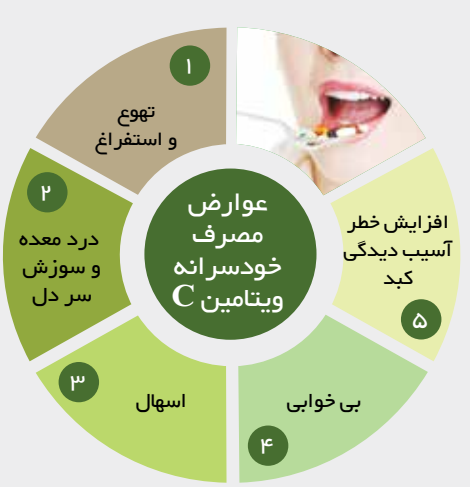 عوارض
مصرف
خودسرانه
ویتامین C
۱
تهوع
و استفراغ
۲
درد معده
و سوزش
سر دل
۳
اسهال
۴
بی خوابی
۵
افزایش خطر
آسیب دیدگی
کبد